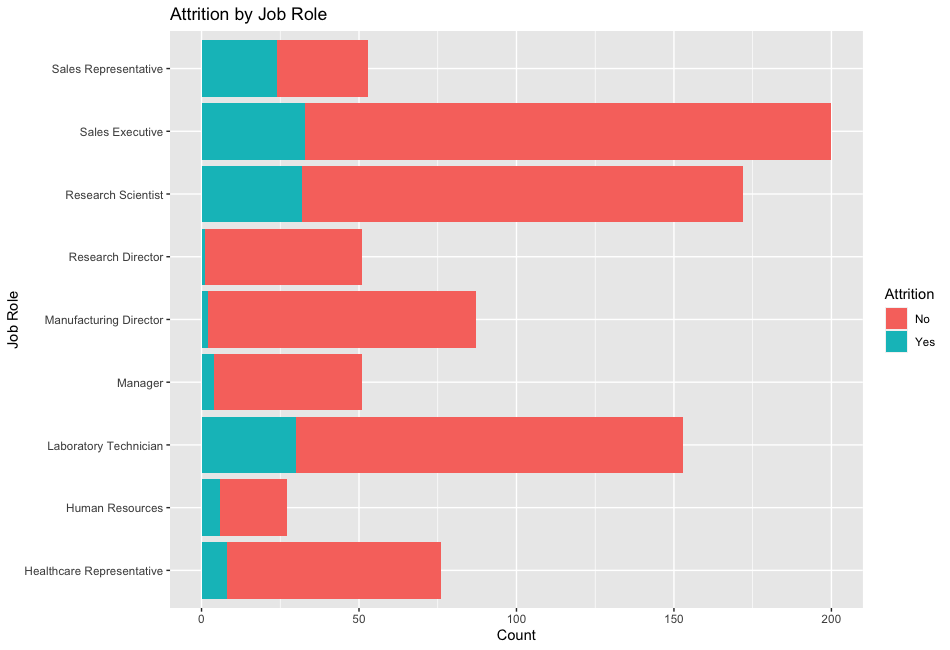 Attrition by Job Role
Job Role
Sales Representative
Sales Executive
Research Scientist
Research Director
Manufacturing Director
Manager
Laboratory Technician
Human Resources
Healthcare Representative
0 50 100 150 200
Count
Attrition
No
Yes